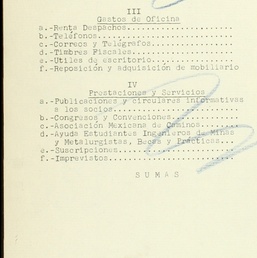 III
Gastos de Oficina
a.-Renta Despachos...................
b.-Teléfonos.........................
c.-Correos y Telégrafos..............
d.-Timbres Fiscales..................
e.-Utiles de escritorio..............
f.-Reposición y adquisición de mobiliario
IV
Prestaciones y Servicios
a.-Publicaciones y circulares informativas
a los socios......................
b.-Congresos y Convenciones..........
c.-Asociación Mexicana de Caminos....
d.-Ayuda Estudiantes Ingenieros de Minas
y Metalurgistas, Becas y Prácticas...
e.-Suscripciones.....................
f.-Imprevistos.......................
S U M A S